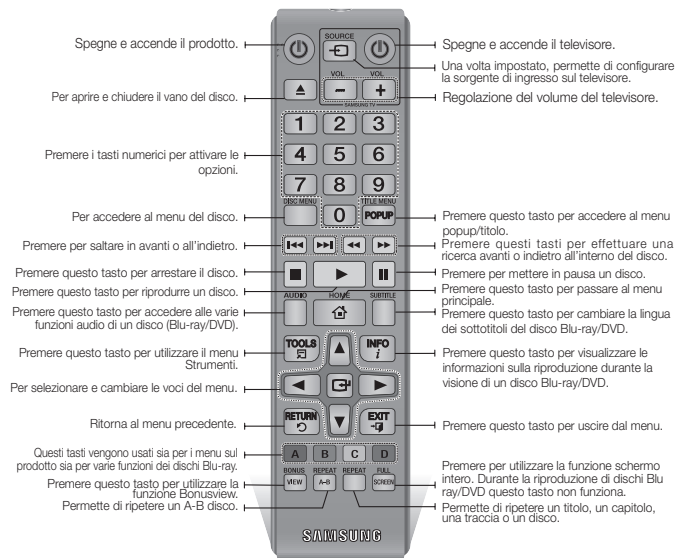 Spegne e accende il prodotto.
Per aprire e chiudere il vano del disco.
Premere i tasti numerici per attivare le
opzioni.
Per accedere al menu del disco.
Premere per saltare in avanti o all'indietro.
Premere questo tasto per arrestare il disco.
Premere questo tasto per riprodurre un disco.
Premere questo tasto per accedere alle varie
funzioni audio di un disco (Blu-ray/DVD).
Premere questo tasto per utilizzare il menu
Strumenti.
Per selezionare e cambiare le voci del menu.
Ritorna al menu precedente.
Questi tasti vengono usati sia per i menu sul
prodotto sia per varie funzioni dei dischi Blu-ray.
Premere questo tasto per utilizzare la
funzione Bonusview.
Permette di ripetere un A-B disco.
SOURCE
VOL VOL
- +
SAMSUNG TV
1 2 3
4 5 6
7 8 9
DISC MENU TITLE MENU
0 POPUP
AUDIO HOME SUBTITLE
TOOLS INFO
i
RETURN EXIT
A B C D
BONUS REPEAT REPEAT FULL
VIEW A-B SCREEN
SAMSUNG
Spegne e accende il televisore.
Una volta impostato, permette di configurare
la sorgente di ingresso sul televisore.
Regolazione del volume del televisore.
Premere questo tasto per accedere al menu
popup/titolo.
Premere questi tasti per effettuare una
ricerca avanti o indietro all'interno del disco.
Premere per mettere in pausa un disco.
Premere questo tasto per passare al menu
principale.
Premere questo tasto per cambiare la lingua
dei sottotitoli del disco Blu-ray/DVD.
Premere questo tasto per visualizzare le
informazioni sulla riproduzione durante la
visione di un disco Blu-ray/DVD.
Premere questo tasto per uscire dal menu.
Premere per utilizzare la funzione schermo
intero. Durante la riproduzione di dischi Blu
ray/DVD questo tasto non funziona.
Permette di ripetere un titolo, un capitolo,
una traccia o un disco.